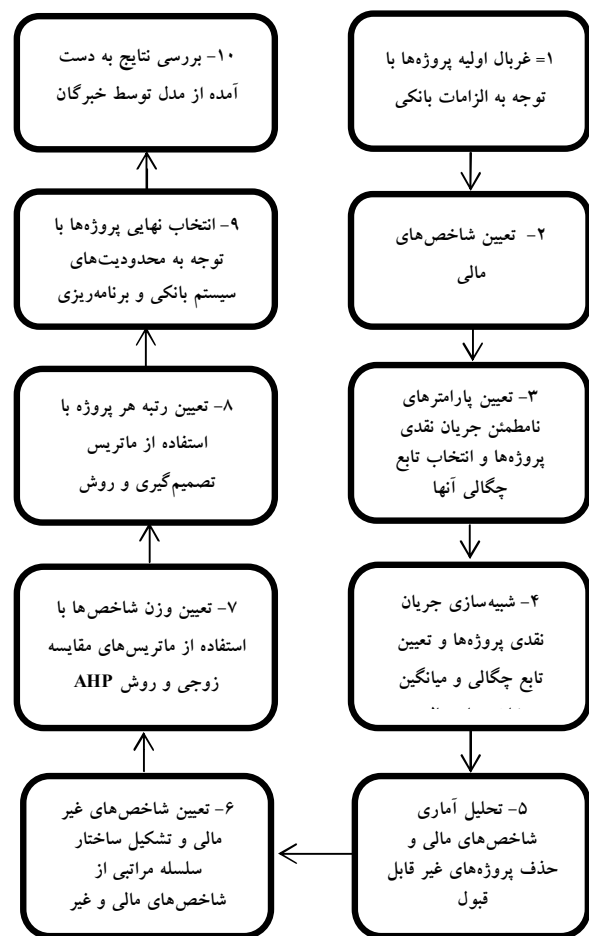 ۱= غربال اولیه پروژه‌ها با
توجه به الزامات بانکی
۲- تعیین شاخص‌های
مالی
۳- تعیین پارامترهای
نامطمئن جریان نقدی
پروژه‌ها و انتخاب تابع
چگالی آنها
۴- شبیه‌سازی جریان
نقدی پروژه‌ها و تعیین
تابع چگالی و میانگین
۵- تحلیل آماری
شاخص‌های مالی و
حذف پروژه‌های غیر قابل
قبول
۶- تعیین شاخص‌های غیر
مالی و تشکیل ساختار
سلسله مراتبی از
شاخص‌های مالی و غیر
۷- تعیین وزن شاخص‌ها با
استفاده از ماتریس‌های مقایسه
زوجی و روش AHP
۸- تعیین رتبه هر پروژه با
استفاده از ماتریس
تصمیم‌گیری و روش
۹- انتخاب نهایی پروژه‌ها با
توجه به محدودیت‌های
سیستم بانکی و برنامه‌ریزی
۱۰- بررسی نتایج به دست
آمده از مدل توسط خبرگان